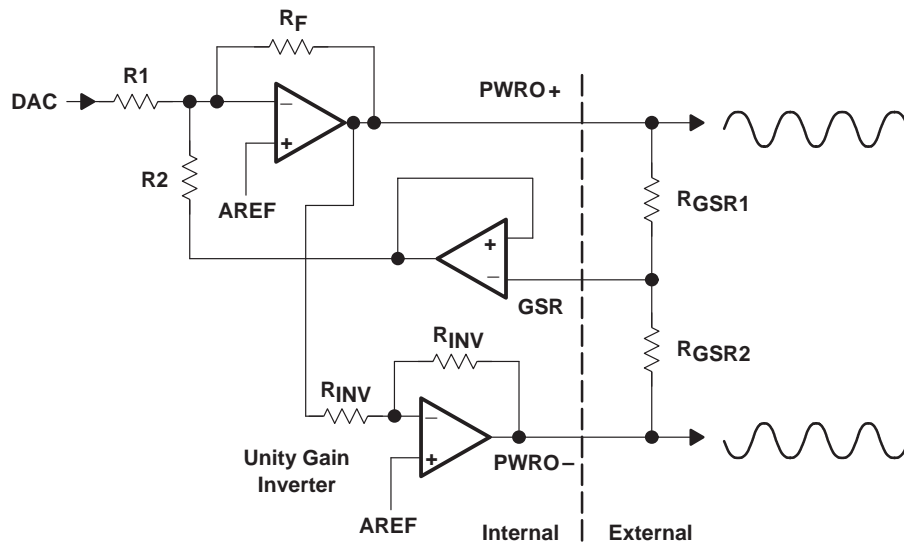 RF
R1
DAC
PWRO+
−
+
R2
AREF
RGSR1
+
−
GSR
RINV
RGSR2
RINV
−
+
PWRO−
Unity Gain
Inverter
AREF
Internal
External